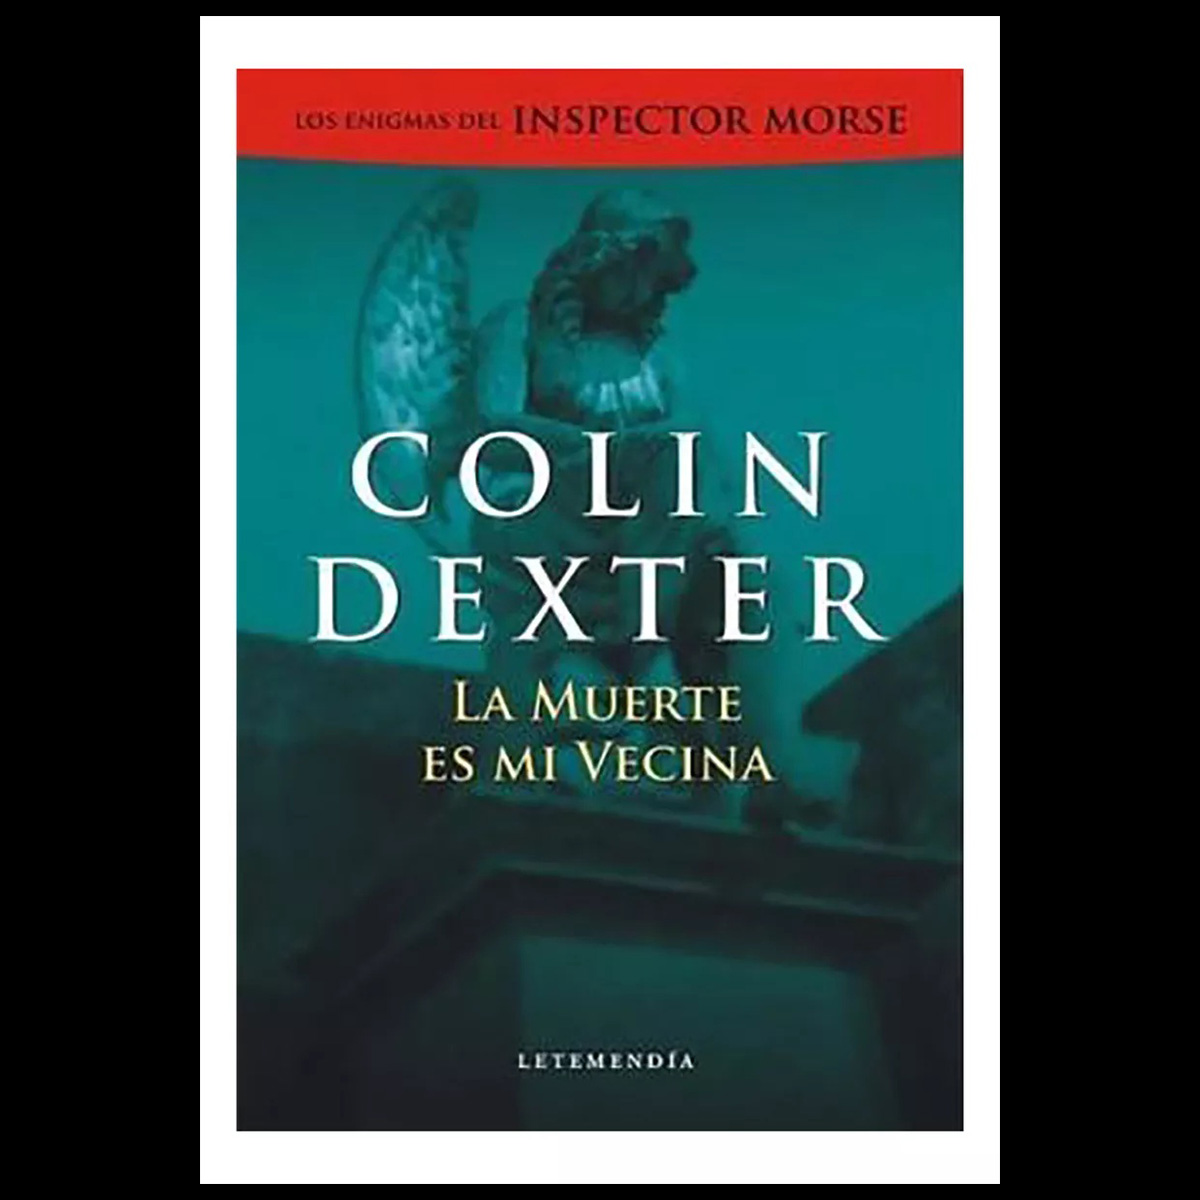 LOS ENIGMAS DEL INSPECTOR MORSE
COLIN
DEXTER
LA MUERTE
ES MI VECINA
LETEMENDÍA